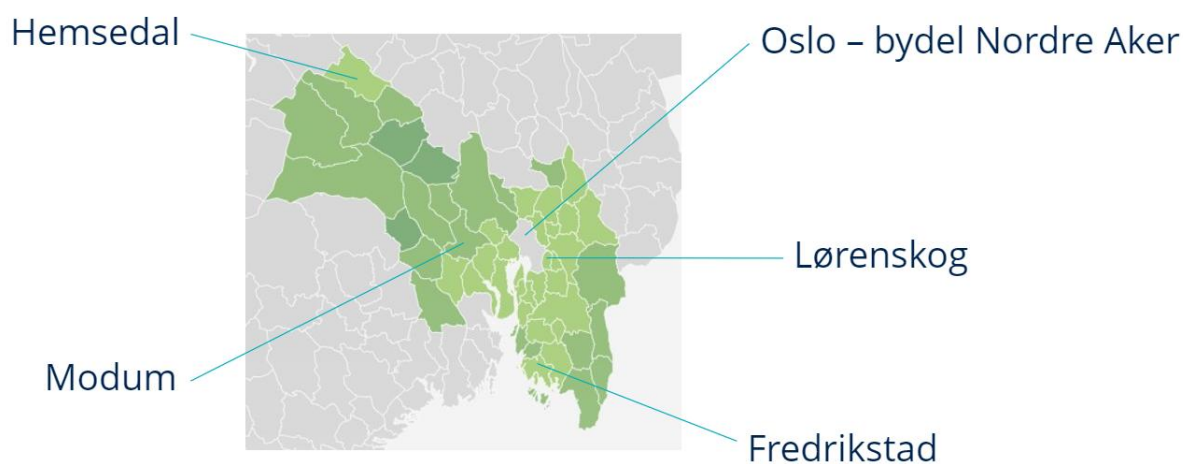 Hemsedal
Oslo – bydel Nordre Aker
Lørenskog
Modum
Fredrikstad